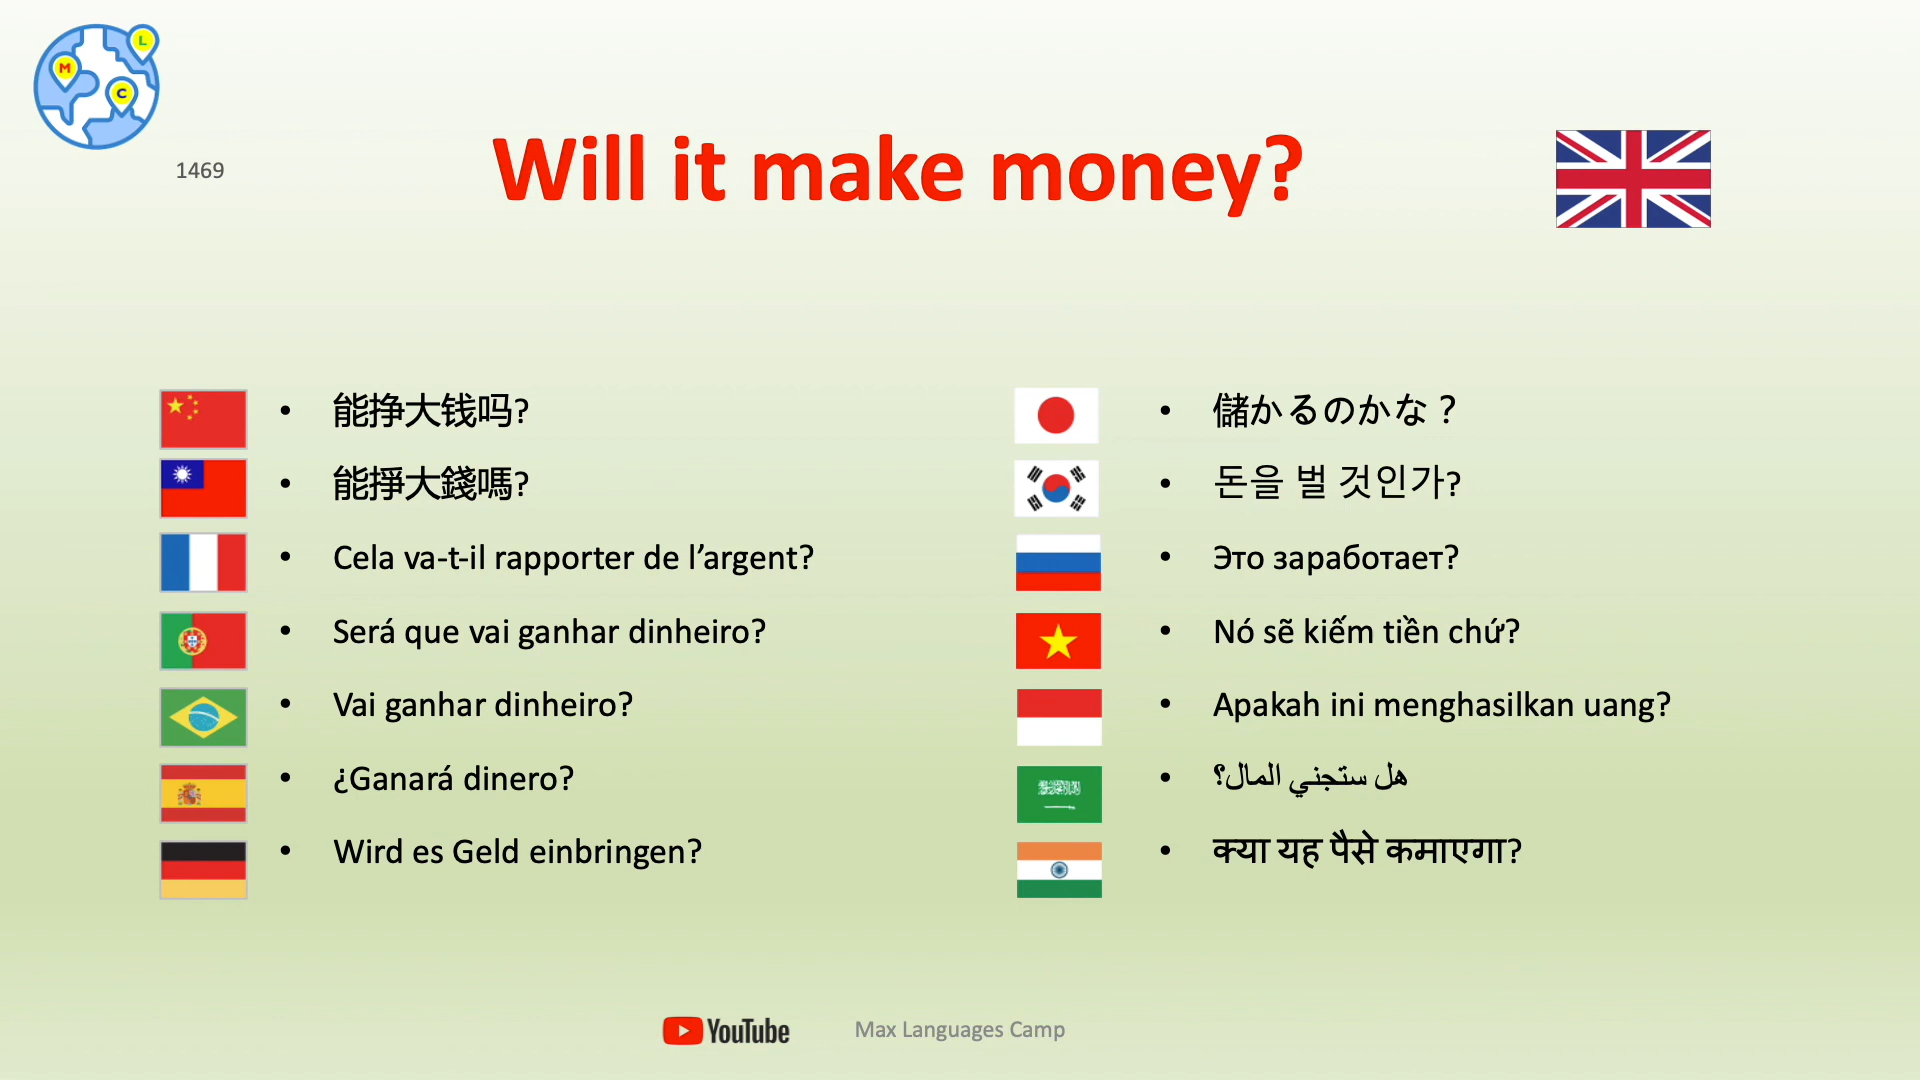 L
M
C
1469
Will it make money?
能挣大钱吗?
能掙大錢嗎?
Cela va-t-il rapporter de l’argent?
Será que vai ganhar dinheiro?
Vai ganhar dinheiro?
¿Ganará dinero?
Wird es Geld einbringen?
儲かるのかな？
돈을 벌 것인가?
Это заработает?
Nó sẽ kiếm tiền chứ?
Apakah ini menghasilkan uang?
هل ستجني المال؟
क्या यह पैसे कमाएगा?
YouTube
Max Languages Camp